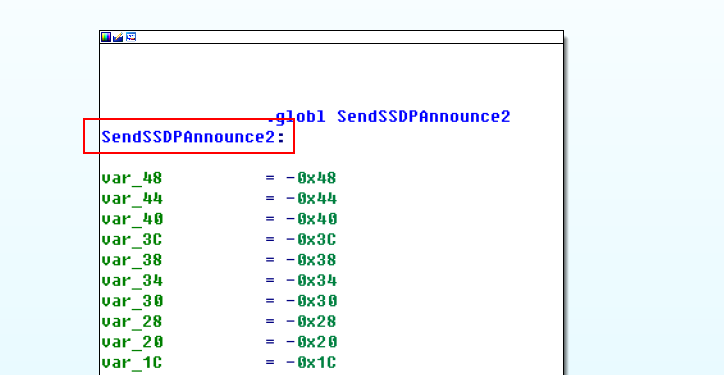 .globl SendSSDPAnnounce2
SendSSDPAnnounce2:
var_48 = -0x48
var_44 = -0x44
var_40 = -0x40
var_3C = -0x3C
var_38 = -0x38
var_34 = -0x34
var_30 = -0x30
var_28 = -0x28
var_20 = -0x20
var_1C = -0x1C